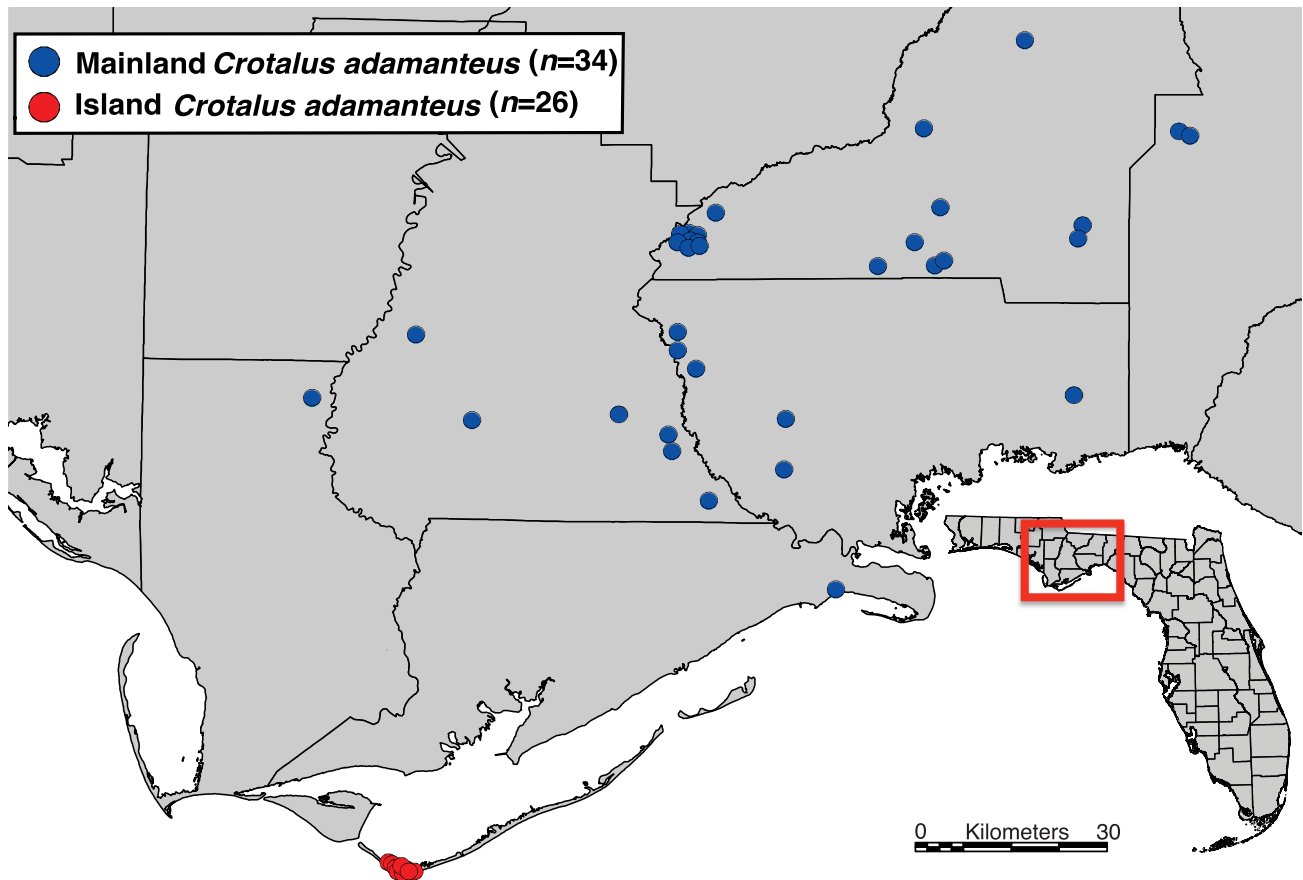 Mainland Crotalus adamanteus (n=34)
Island Crotalus adamanteus (n=26)
0 Kilometers 30